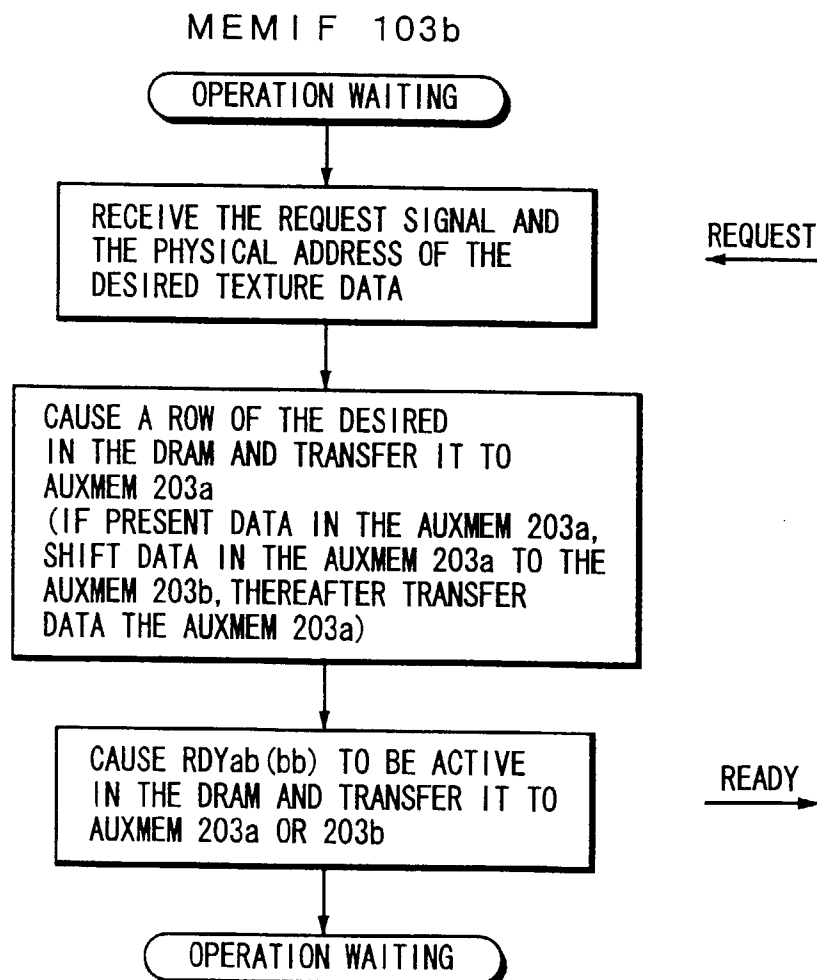 MEMIF 103b
OPERATION WAITING
RECEIVE THE REQUEST SIGNAL AND
THE PHYSICAL ADDRESS OF THE
DESIRED TEXTURE DATA
REQUEST
CAUSE A ROW OF THE DESIRED
IN THE DRAM AND TRANSFER IT TO
AUXMEM 203a
(IF PRESENT DATA IN THE AUXMEM 203a,
SHIFT DATA IN THE AUXMEM 203a TO THE
AUXMEM 203b, THEREAFTER TRANSFER
DATA THE AUXMEM 203a)
CAUSE RDYab(bb) TO BE ACTIVE
IN THE DRAM AND TRANSFER IT TO
AUXMEM 203a OR 203b
READY
OPERATION WAITING